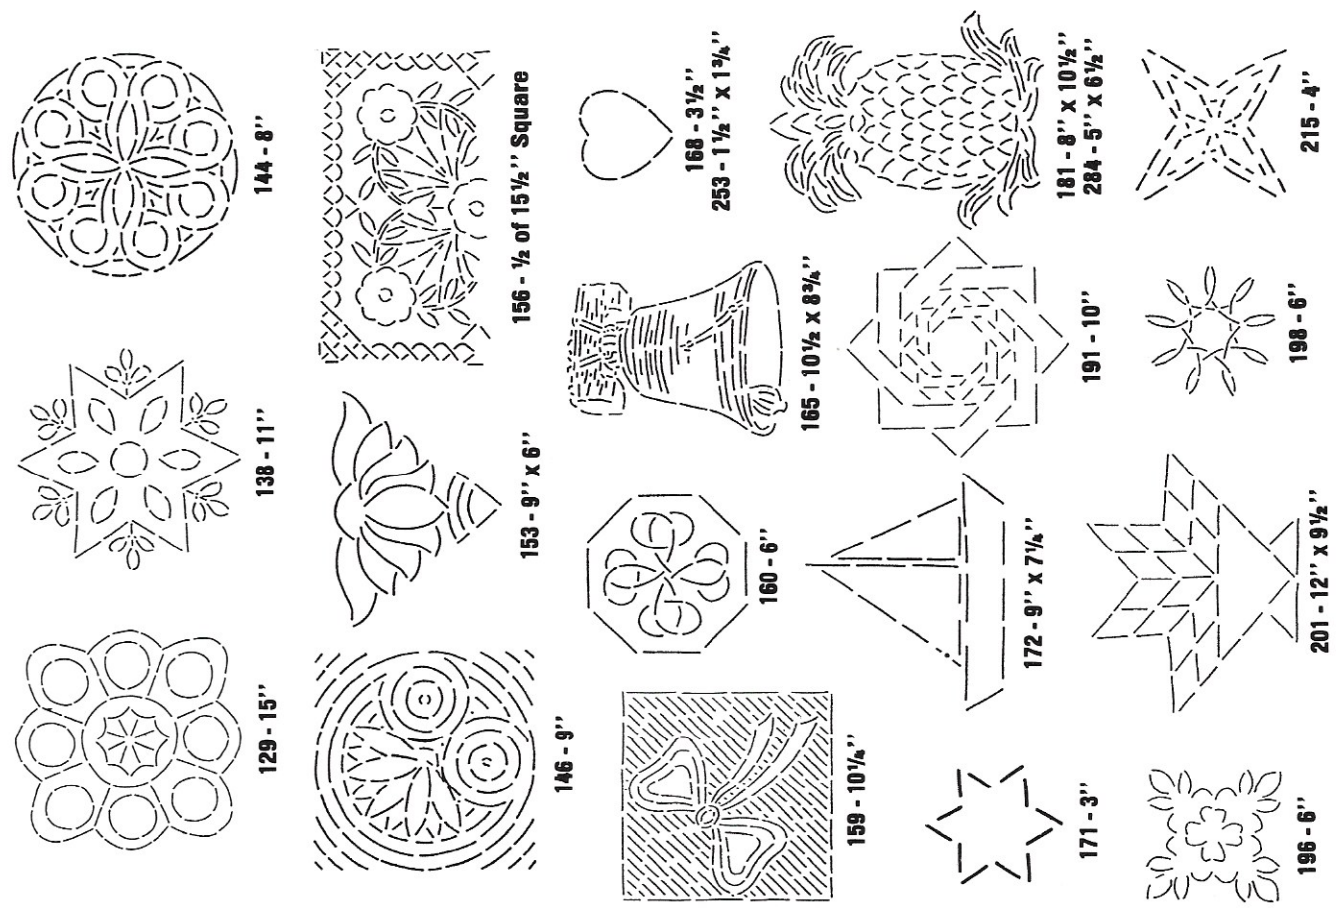 129 - 15"
138 - 11"
144 - 8"
146 - 9"
153 - 9" x 6"
156 - ½ of 15½" Square
159 - 10¼"
160 - 6"
165 - 10½ x 8¾"
168 - 3½"
253 - 1½" x 1¾"
171 - 3"
172 - 9" x 7¼"
191 - 10"
181 - 8" x 10½"
284 - 5" x 6½"
196 - 6"
201 - 12" x 9½"
198 - 6"
215 - 4"